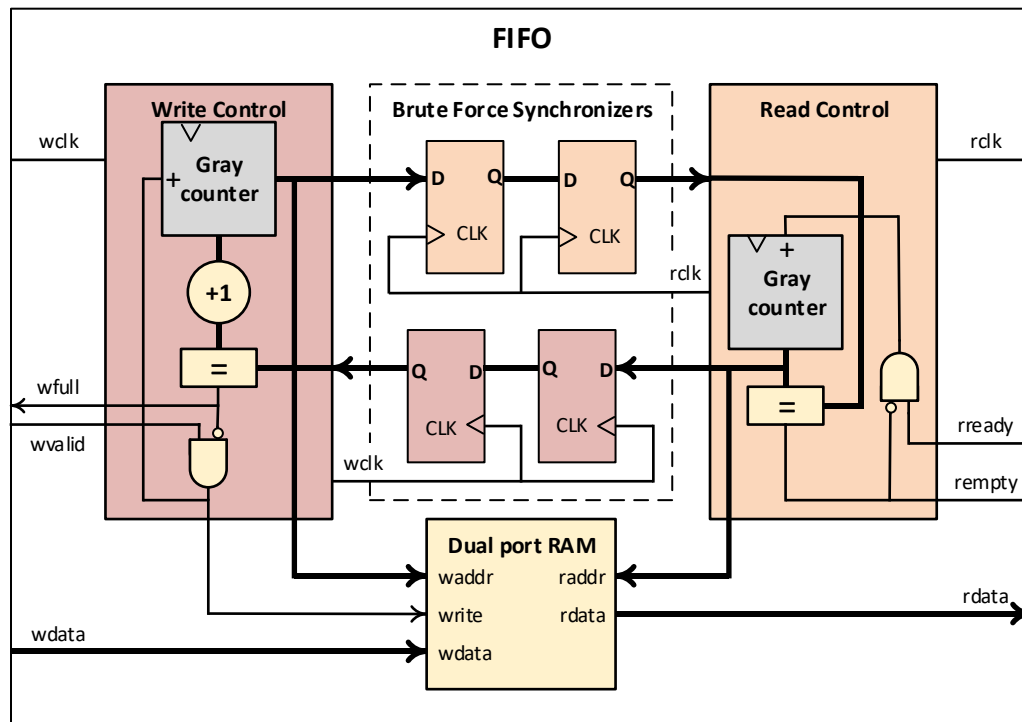 FIFO
Write Control
Brute Force Synchronizers
Read Control
wclk
rclk
Gray
counter
+
D
Q
D
Q
CLK
CLK
rclk
+
Gray
counter
+1
=
Q
D
Q
D
CLK
CLK
=
wfull
wvalid
wclk
rready
rempty
Dual port RAM
waddr
raddr
write
rdata
wdata
wdata
rdata